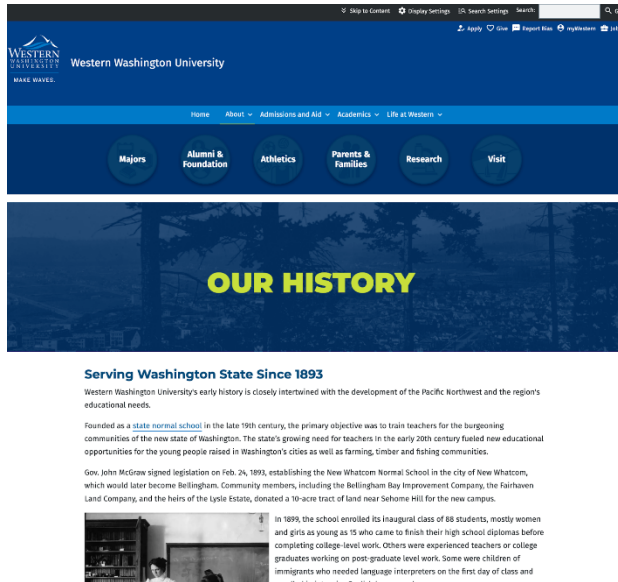 Skip to Content Display Settings Search Settings Search:
Apply Give Report Bias myWestern
WESTERN
WASHINGTON
UNIVERSITY
MAKE WAVES.
Western Washington University
Home About Admissions and Aid Academics Life at Western
Majors
Alumni &
Foundation
Athletics
Parents &
Families
Research
Visit
OUR HISTORY
Serving Washington State Since 1893
Western Washington University's early history is closely intertwined with the development of the Pacific Northwest and the region's
educational needs.
Founded as a state normal school in the late 19th century, the primary objective was to train teachers for the burgeoning
communities of the new state of Washington. The state's growing need for teachers in the early 20th century fueled new educational
opportunities for the young people raised in Washington's cities as well as farming, timber and fishing communities.
Gov. John McGraw signed legislation on Feb. 24, 1893, establishing the New Whatcom Normal School in the city of New Whatcom,
which would later become Bellingham. Community members, including the Bellingham Bay Improvement Company, the Fairhaven
Land Company, and the heirs of the Lysle Estate, donated a 10-acre tract of land near Sehome Hill for the new campus.
In 1899, the school enrolled its inaugural class of 88 students, mostly women
and girls as young as 15 who came to finish their high school diplomas before
completing college-level work. Others were experienced teachers or college
graduates working on post-graduate level work. Some were children of
immigrants who needed language interpreters on the first day of class and